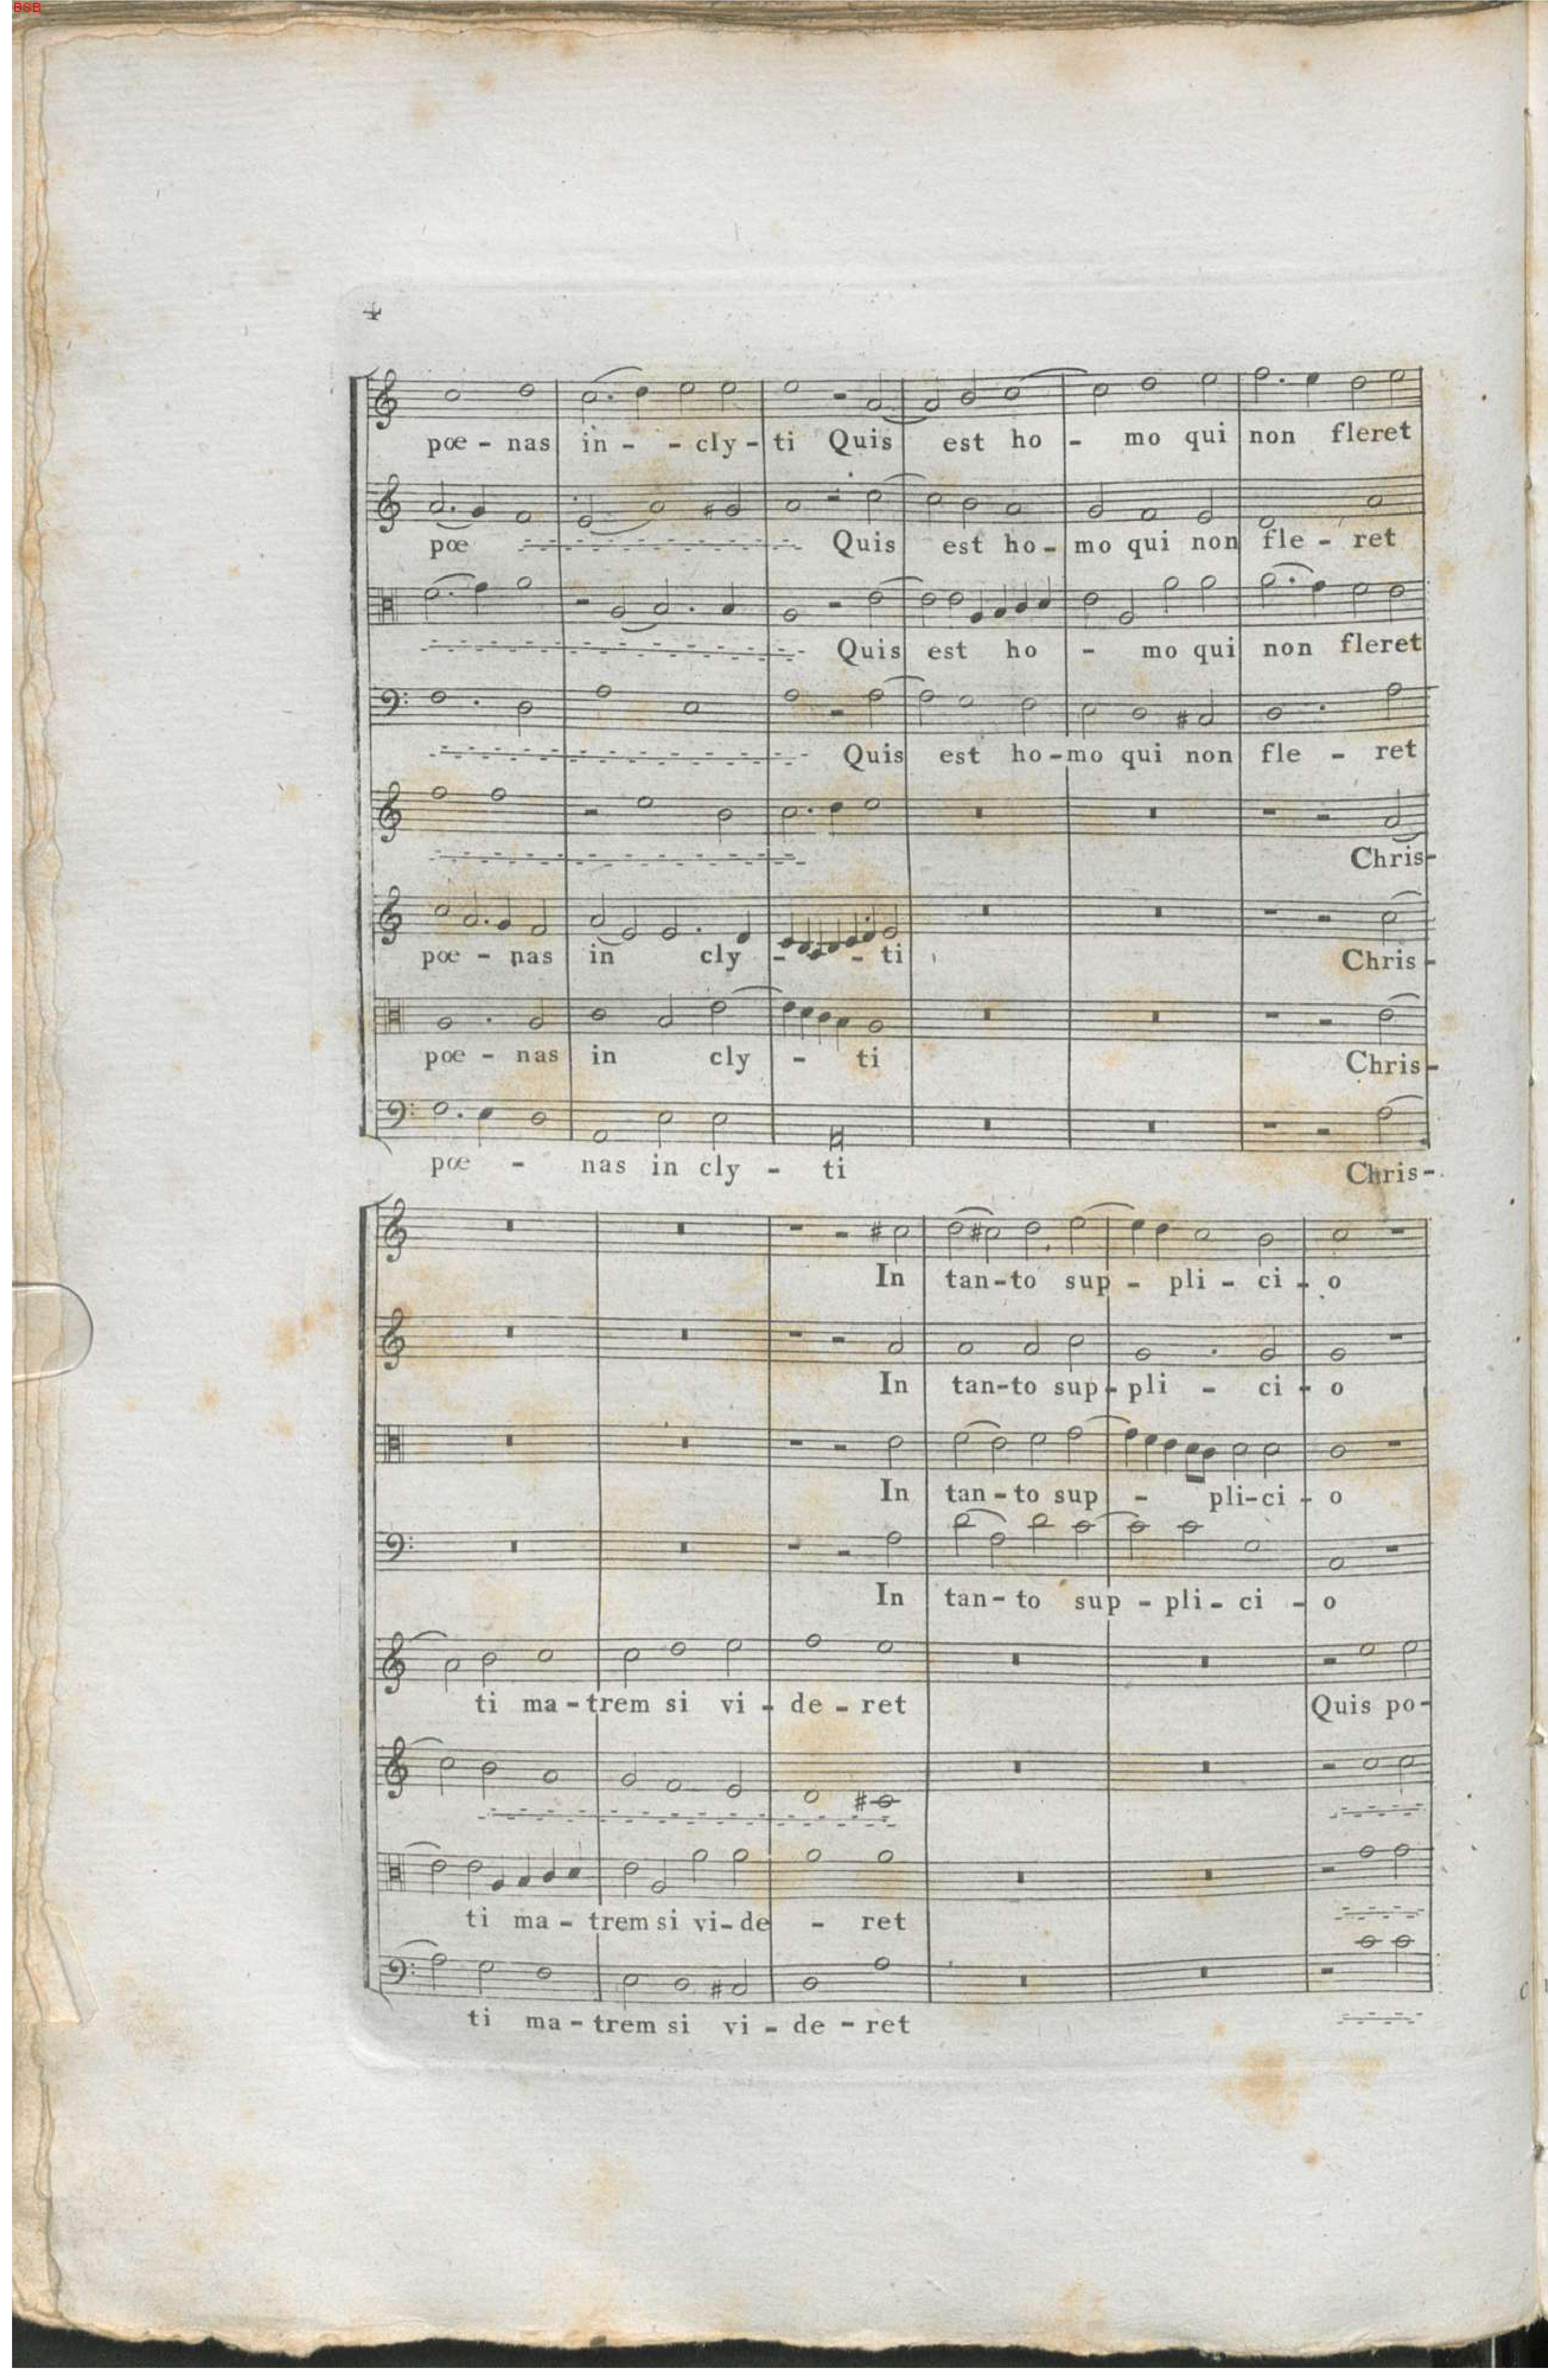 BSB
4
pœ - nas in - - cly - ti Quis est ho - mo qui non fleret
pœ Quis est ho - mo qui non fle - ret
Quis est ho - mo qui non fleret
Quis est ho - mo qui non fle - ret
Chris-
poe - nas in cly - - ti Chris -
poe - nas in cly - ti Chris -
pœ - nas in cly - ti Chris -
In tan-to sup - pli - ci - o
In tan-to sup - pli - ci - o
In tan - to sup - pli-ci - o
In tan - to sup - pli - ci - o
ti ma - trem si vi - de - ret Quis po-
ti ma - trem si vi-de - ret
ti ma - trem si vi - de - ret